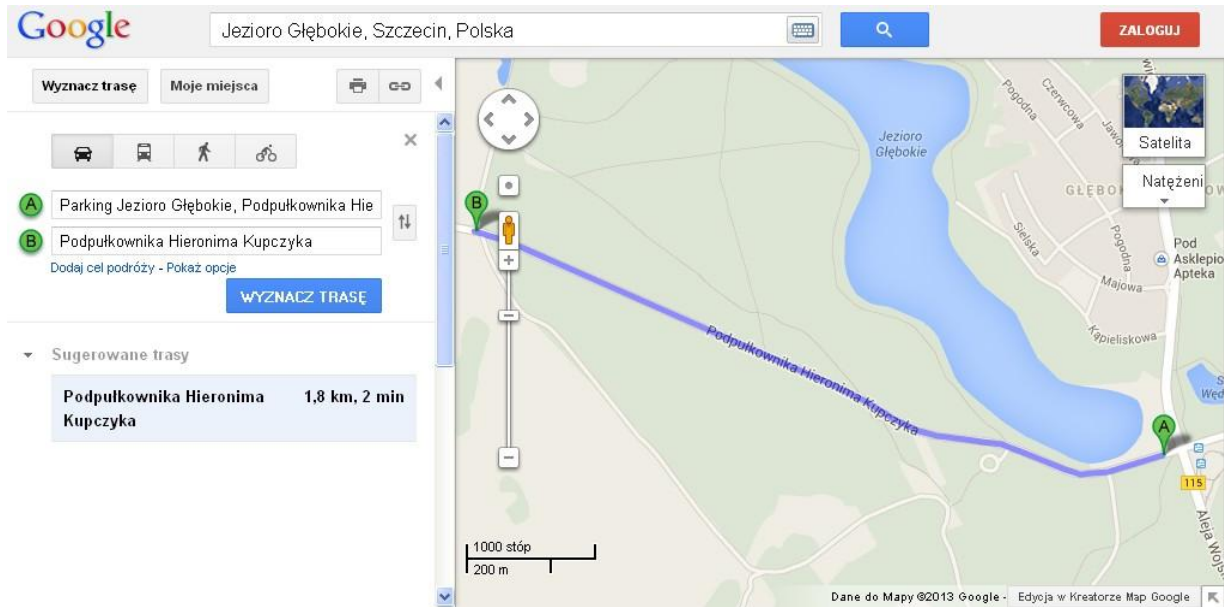 Google
Jezioro Głębokie, Szczecin, Polska
ZALOGUJ
Wyznacz trasę
Moje miejsca
A
Parking Jezioro Głębokie, Podpułkownika Hie
B
Podpułkownika Hieronima Kupczyka
Dodaj cel podróży - Pokaż opcje
WYZNACZ TRASĘ
Sugerowane trasy
Podpułkownika Hieronima Kupczyka
1,8 km, 2 min
Jezioro
Głębokie
Pogodna
Czerwcowa
Satelita
Natężeni
Sielska
Pogodna
Majowa
Kąpieliskowa
Pod
Asklepio
Apteka
B
Podpułkownika Hieronima Kupczyka
A
115
1000 stóp
200 m
Dane do Mapy ©2013 Google -
Edycja w Kreatorze Map Google